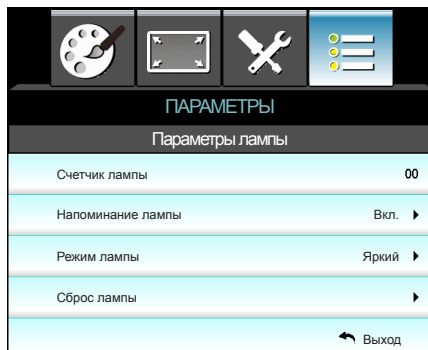 ПАРАМЕТРЫ
Параметры лампы
Счетчик лампы 00
Напоминание лампы Вкл.
Режим лампы Яркий
Сброс лампы
Выход